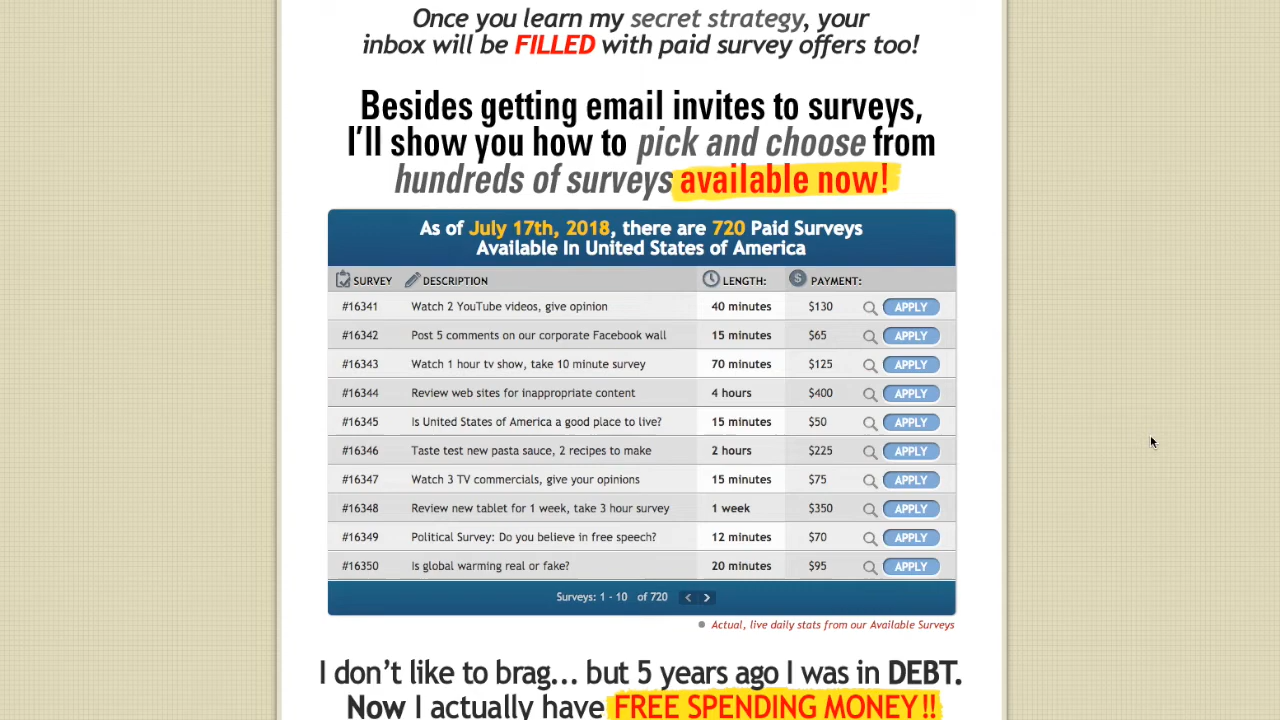 Once you learn my secret strategy, your
inbox will be FILLED with paid survey offers too!
Besides getting email invites to surveys,
I'll show you how to pick and choose from
hundreds of surveys available now!
As of July 17th, 2018, there are 720 Paid Surveys
Available In United States of America
SURVEY DESCRIPTION LENGTH: PAYMENT:
#16341 Watch 2 YouTube videos, give opinion 40 minutes $130 APPLY
#16342 Post 5 comments on our corporate Facebook wall 15 minutes $65 APPLY
#16343 Watch 1 hour tv show, take 10 minute survey 70 minutes $125 APPLY
#16344 Review web sites for inappropriate content 4 hours $400 APPLY
#16345 Is United States of America a good place to live? 15 minutes $50 APPLY
#16346 Taste test new pasta sauce, 2 recipes to make 2 hours $225 APPLY
#16347 Watch 3 TV commercials, give your opinions 15 minutes $75 APPLY
#16348 Review new tablet for 1 week, take 3 hour survey 1 week $350 APPLY
#16349 Political Survey: Do you believe in free speech? 12 minutes $70 APPLY
#16350 Is global warming real or fake? 20 minutes $95 APPLY
Surveys: 1 - 10 of 720 < >
Actual, live daily stats from our Available Surveys
I don't like to brag... but 5 years ago I was in DEBT.
Now I actually have FREE SPENDING MONEY!!